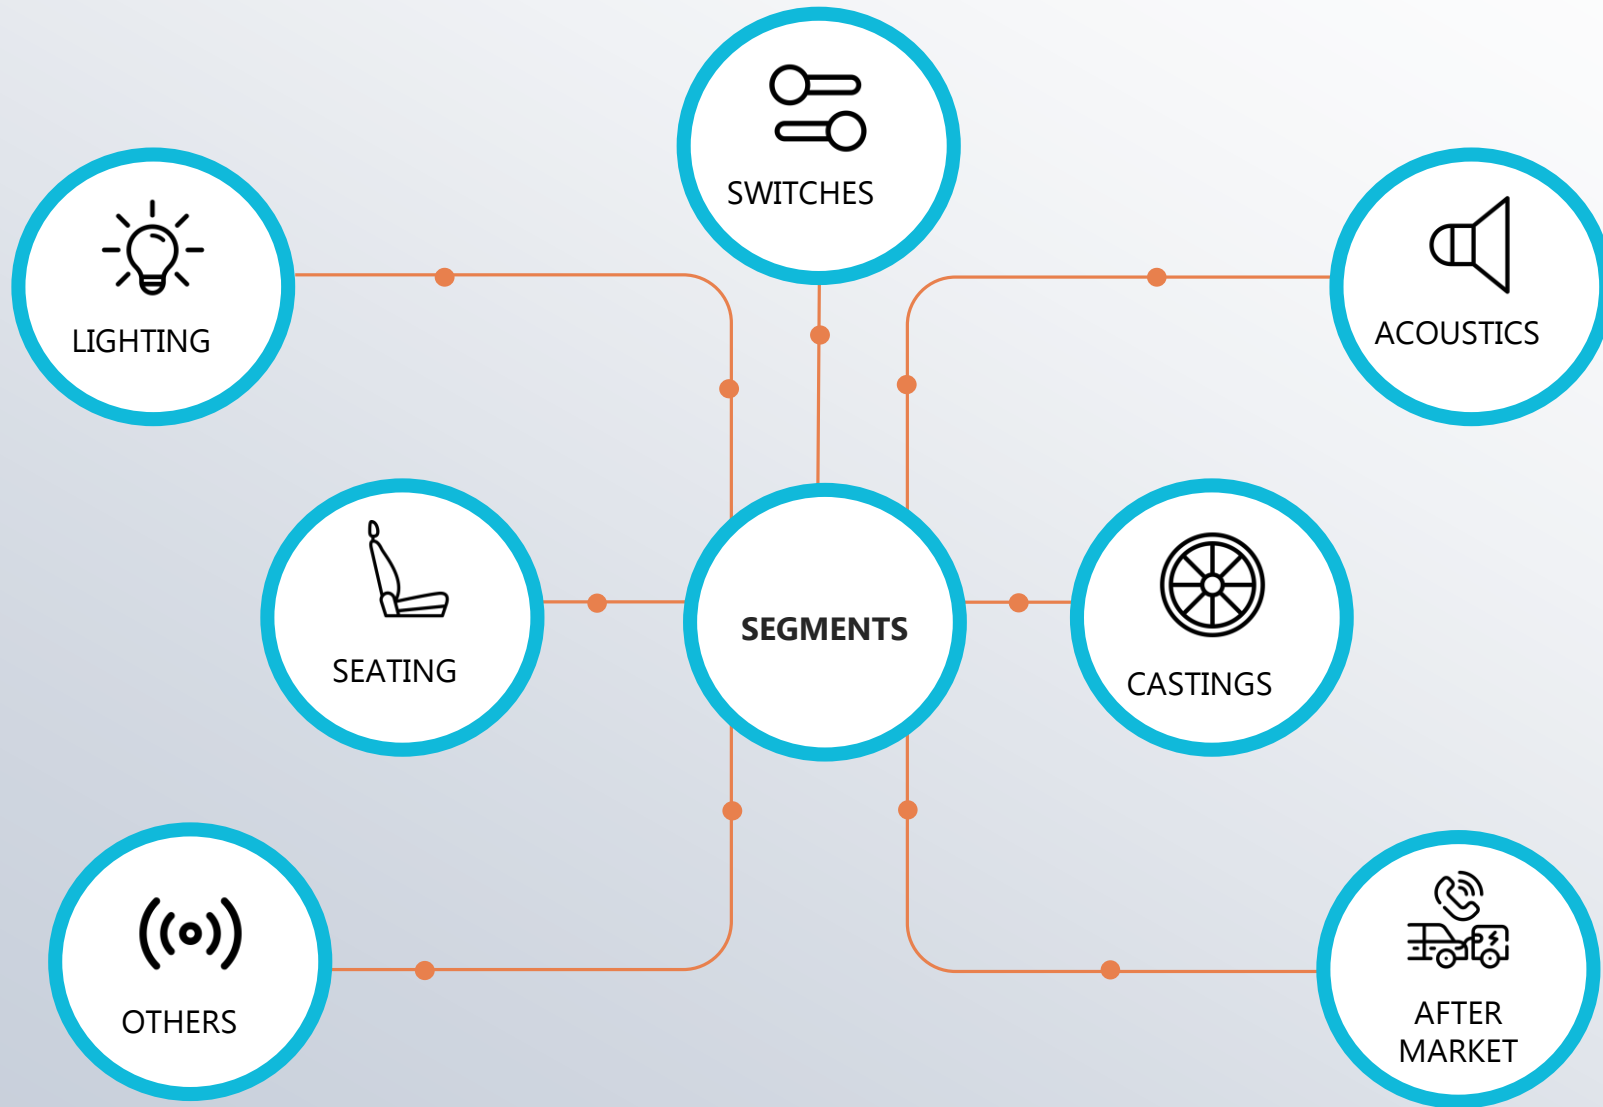 SWITCHES
LIGHTING
ACOUSTICS
SEATING
SEGMENTS
CASTINGS
OTHERS
AFTER
MARKET